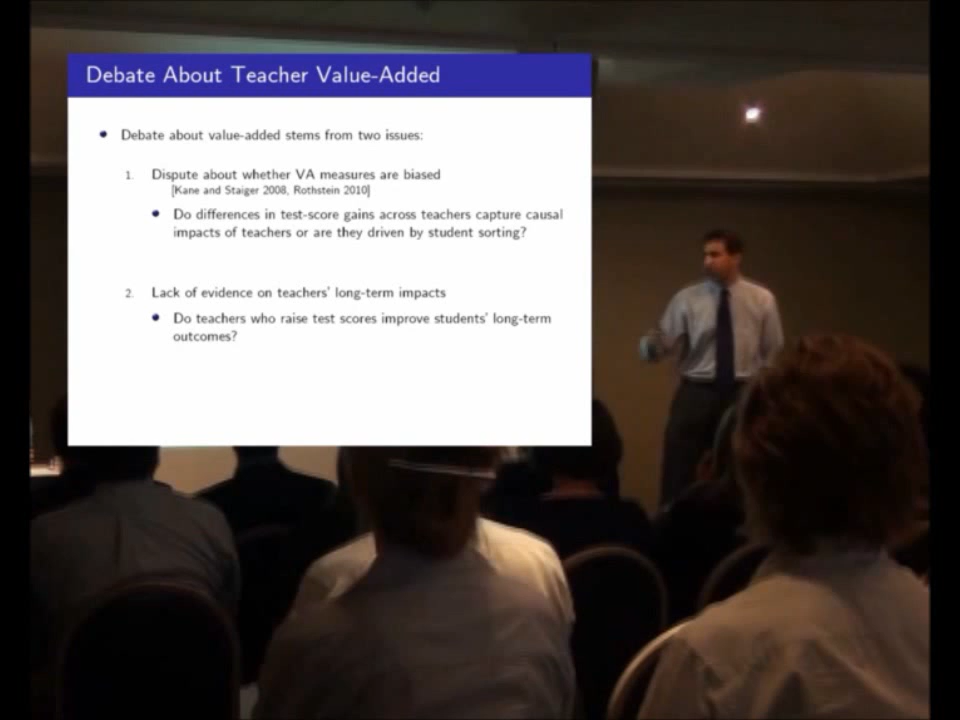 Debate About Teacher Value-Added
• Debate about value-added stems from two issues:
1. Dispute about whether VA measures are biased
[Kane and Staiger 2008, Rothstein 2010]
• Do differences in test-score gains across teachers capture causal
impacts of teachers or are they driven by student sorting?
2. Lack of evidence on teachers' long-term impacts
• Do teachers who raise test scores improve students' long-term
outcomes?